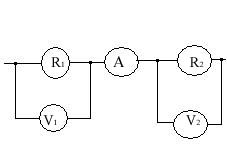 R₁ A R₂
V₁ V₂